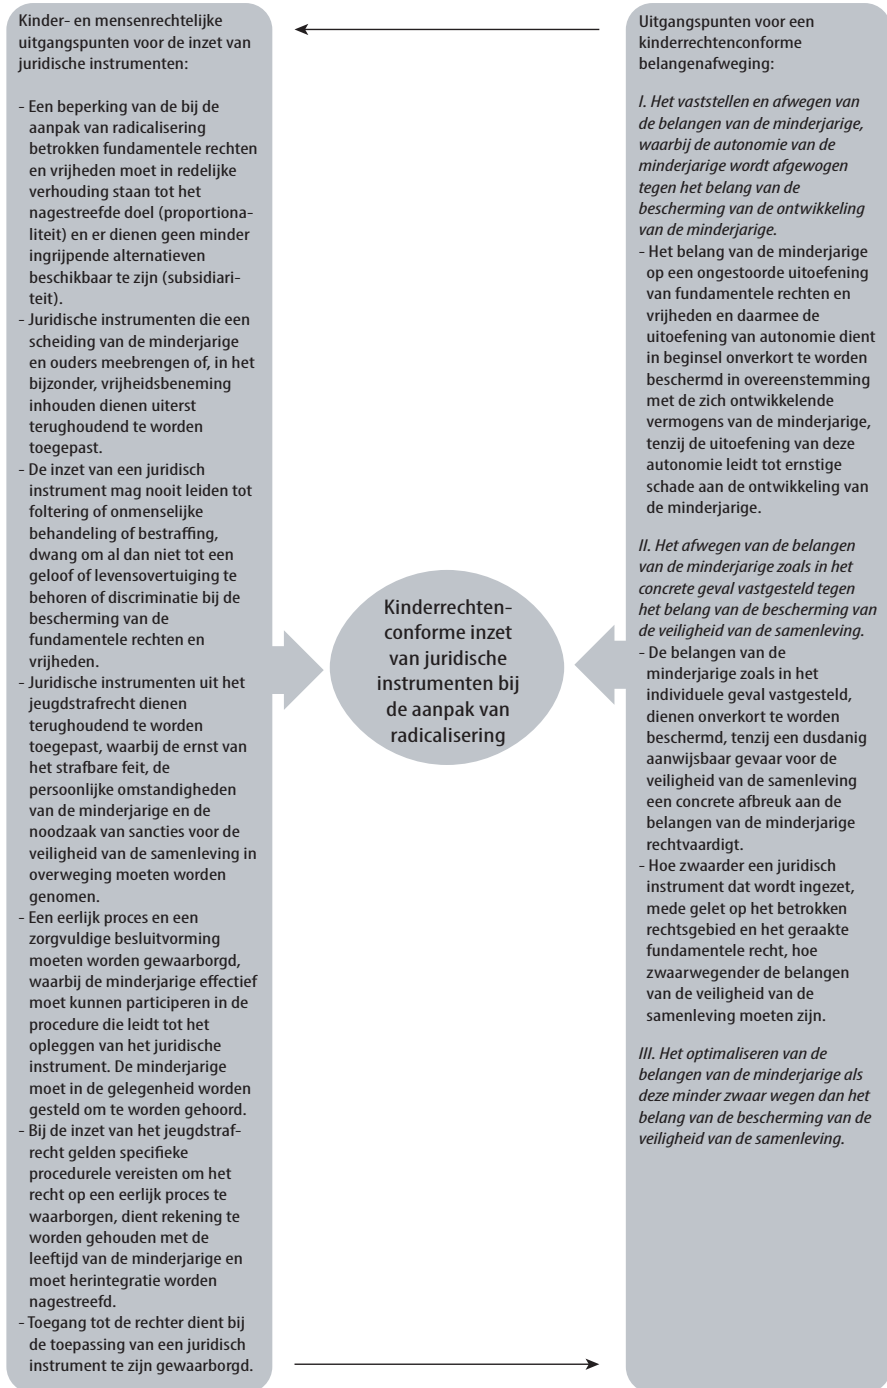 Kinder- en mensenrechtelijke
uitgangspunten voor de inzet van
juridische instrumenten:
- Een beperking van de bij de
aanpak van radicalisering
betrokken fundamentele rechten
en vrijheden moet in redelijke
verhouding staan tot het
nagestreefde doel (proportiona-
liteit) en er dienen geen minder
ingrijpende alternatieven
beschikbaar te zijn (subsidiari-
teit).
- Juridische instrumenten die een
scheiding van de minderjarige
en ouders meebrengen of, in het
bijzonder, vrijheidsbeneming
inhouden dienen uiterst
terughoudend te worden
toegepast.
- De inzet van een juridisch
instrument mag nooit leiden tot
foltering of onmenselijke
behandeling of bestraffing,
dwang om al dan niet tot een
geloof of levensovertuiging te
behoren of discriminatie bij de
bescherming van de
fundamentele rechten en
vrijheden.
- Juridische instrumenten uit het
jeugdstrafrecht dienen
terughoudend te worden
toegepast, waarbij de ernst van
het strafbare feit, de
persoonlijke omstandigheden
van de minderjarige en de
noodzaak van sancties voor de
veiligheid van de samenleving in
overweging moeten worden
genomen.
- Een eerlijk proces en een
zorgvuldige besluitvorming
moeten worden gewaarborgd,
waarbij de minderjarige effectief
moet kunnen participeren in de
procedure die leidt tot het
opleggen van het juridische
instrument. De minderjarige
moet in de gelegenheid worden
gesteld om te worden gehoord.
- Bij de inzet van het jeugdstraf-
recht gelden specifieke
procedurele vereisten om het
recht op een eerlijk proces te
waarborgen, dient rekening te
worden gehouden met de
leeftijd van de minderjarige en
moet herintegratie worden
nagestreefd.
- Toegang tot de rechter dient bij
de toepassing van een juridisch
instrument te zijn gewaarborgd.
Kinderrechten-
conforme inzet
van juridische
instrumenten bij
de aanpak van
radicalisering
Uitgangspunten voor een
kinderrechtenconforme
belangenafweging:
I. Het vaststellen en afwegen van
de belangen van de minderjarige,
waarbij de autonomie van de
minderjarige wordt afgewogen
tegen het belang van de
bescherming van de ontwikkeling
van de minderjarige.
- Het belang van de minderjarige
op een ongestoorde uitoefening
van fundamentele rechten en
vrijheden en daarmee de
uitoefening van autonomie dient
in beginsel onverkort te worden
beschermd in overeenstemming
met de zich ontwikkelende
vermogens van de minderjarige,
tenzij de uitoefening van deze
autonomie leidt tot ernstige
schade aan de ontwikkeling van
de minderjarige.
II. Het afwegen van de belangen
van de minderjarige zoals in het
concrete geval vastgesteld tegen
het belang van de bescherming van
de veiligheid van de samenleving.
- De belangen van de
minderjarige zoals in het
individuele geval vastgesteld,
dienen onverkort te worden
beschermd, tenzij een dusdanig
aanwijsbaar gevaar voor de
veiligheid van de samenleving
een concrete afbreuk aan de
belangen van de minderjarige
rechtvaardigt.
- Hoe zwaarder een juridisch
instrument dat wordt ingezet,
mede gelet op het betrokken
rechtsgebied en het geraakte
fundamentele recht, hoe
zwaarwegender de belangen
van de veiligheid van de
samenleving moeten zijn.
III. Het optimaliseren van de
belangen van de minderjarige als
deze minder zwaar wegen dan het
belang van de bescherming van de
veiligheid van de samenleving.